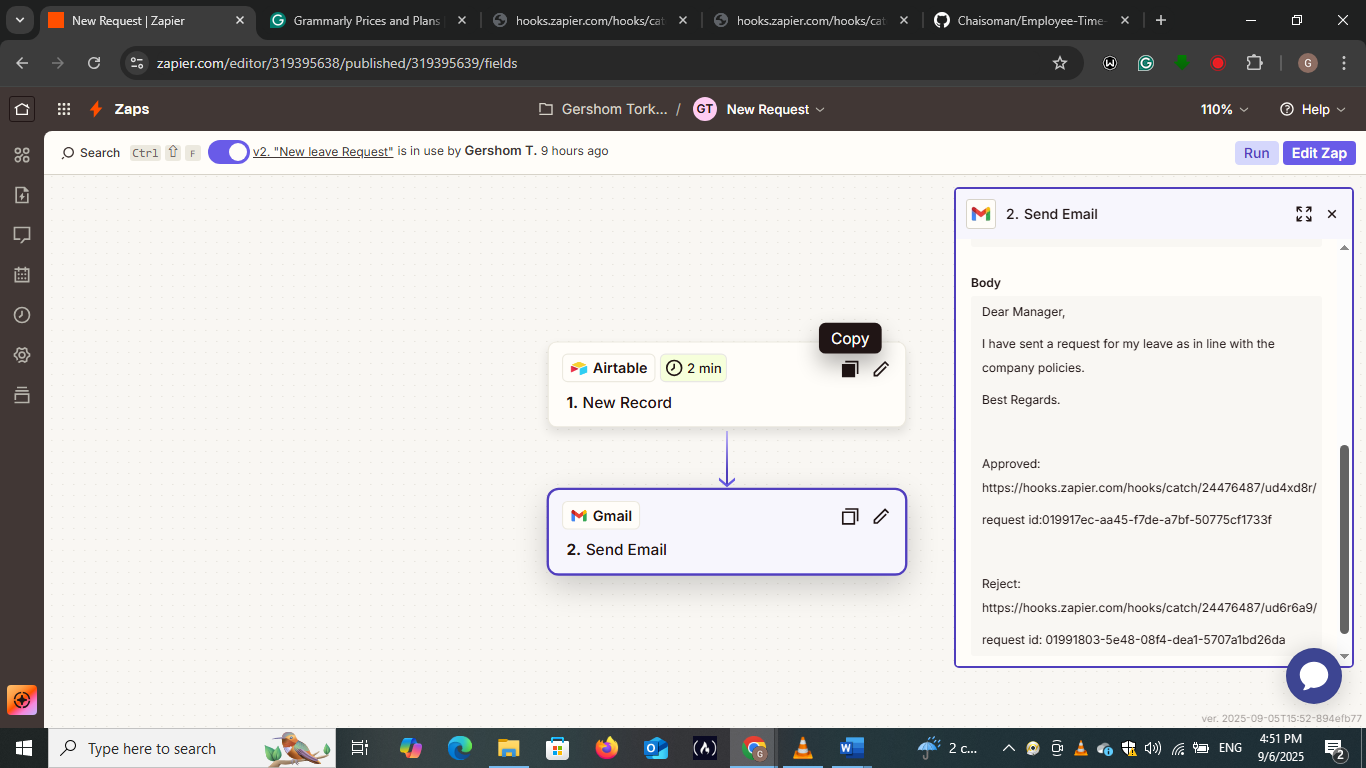 New Request | Zapier
Grammarly Prices and Plans
hooks.zapier.com/hooks/cat
hooks.zapier.com/hooks/cat
Chaisoman/Employee-Time-
zapier.com/editor/319395638/published/319395639/fields
G
Zaps
Gershom Tork... /
GT
New Request
110%
Help
Search Ctrl ⇧ F
v2. "New leave Request" is in use by Gershom T. 9 hours ago
Run
Edit Zap
2. Send Email
Body
Dear Manager,
I have sent a request for my leave as in line with the
company policies.
Best Regards.
Approved:
https://hooks.zapier.com/hooks/catch/24476487/ud4xd8r/
request id:019917ec-aa45-f7de-a7bf-50775cf1733f
Reject:
https://hooks.zapier.com/hooks/catch/24476487/ud6r6a9/
request id: 01991803-5e48-08f4-dea1-5707a1bd26da
Copy
Airtable
2 min
1. New Record
Gmail
2. Send Email
ver. 2025-09-05T15:52-894efb77
Type here to search
2 c...
ENG
4:51 PM
9/6/2025
2